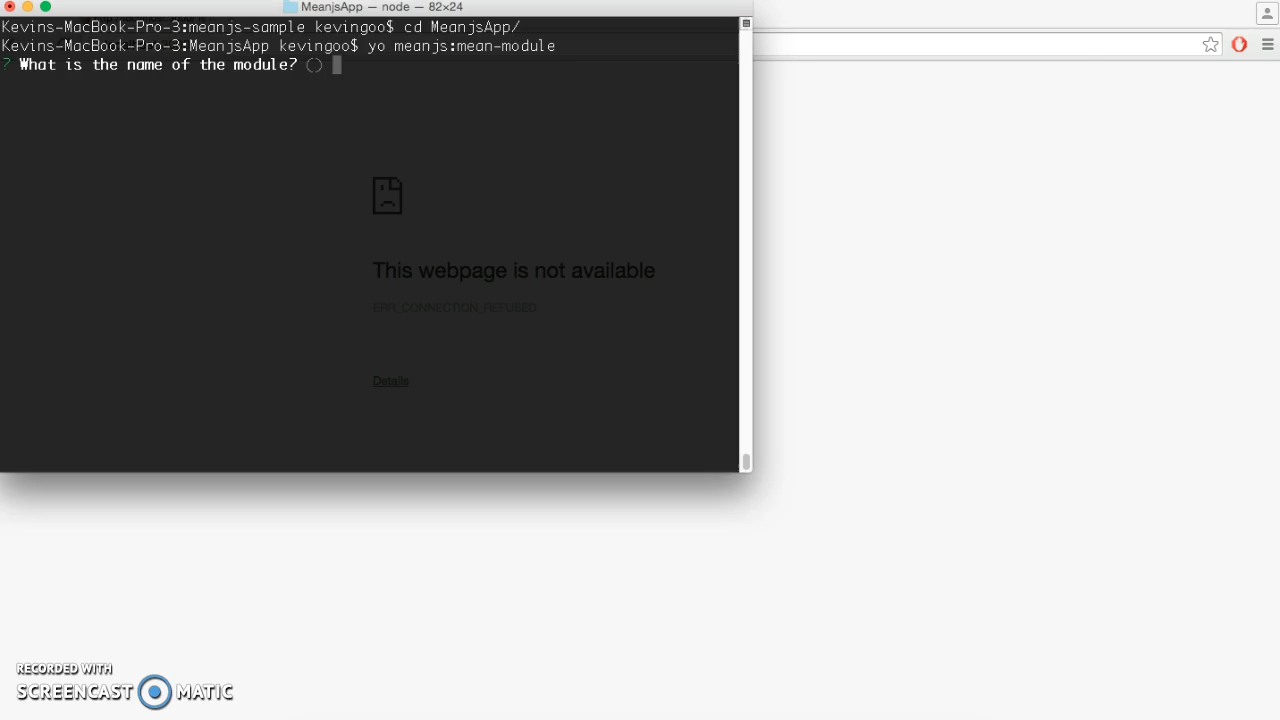 MeanjsApp — node — 82×24
Kevins-MacBook-Pro-3:meanjs-sample kevingoo$ cd MeanjsApp/
Kevins-MacBook-Pro-3:MeanjsApp kevingoo$ yo meanjs:mean-module
? What is the name of the module? ()
This webpage is not available
ERR_CONNECTION_REFUSED
Details
RECORDED WITH
SCREENCAST MATIC